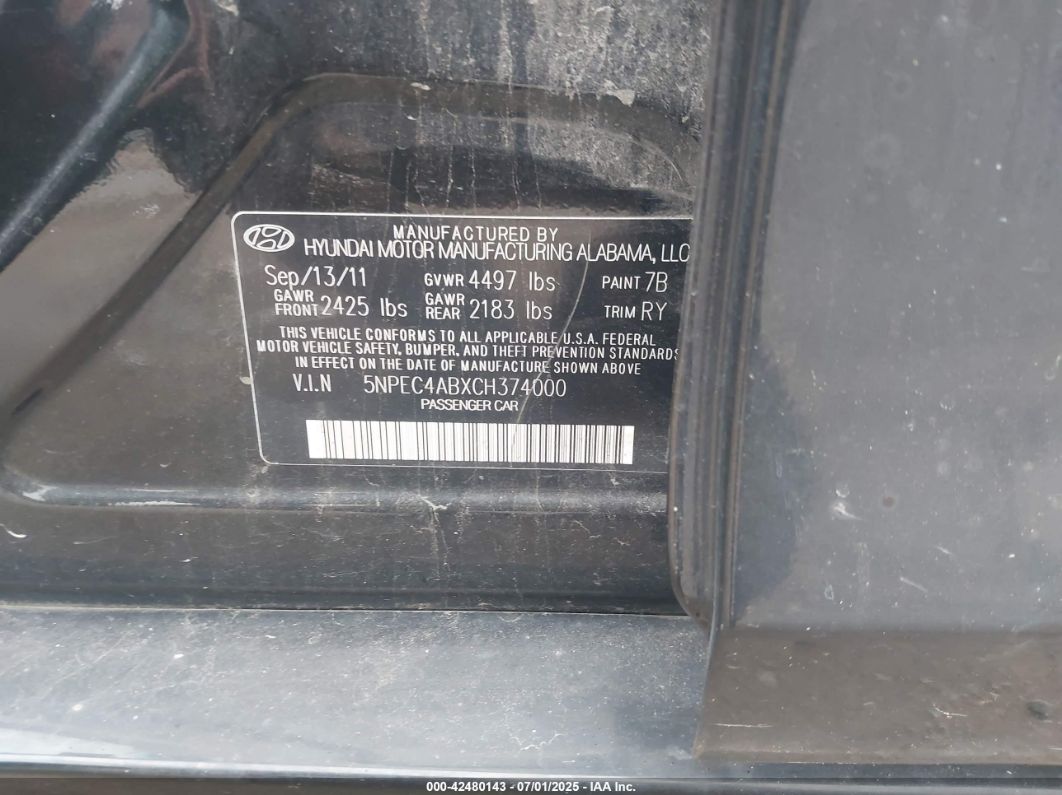 MANUFACTURED BY
HYUNDAI MOTOR MANUFACTURING ALABAMA, LLC
Sep/13/11 GVWR 4497 lbs PAINT 7B
GAWR FRONT 2425 lbs GAWR REAR 2183 lbs TRIM RY
THIS VEHICLE CONFORMS TO ALL APPLICABLE U.S.A. FEDERAL
MOTOR VEHICLE SAFETY, BUMPER, AND THEFT PREVENTION STANDARDS
IN EFFECT ON THE DATE OF MANUFACTURE SHOWN ABOVE
V.I.N 5NPEC4ABXCH374000
PASSENGER CAR
000-42480143 - 07/01/2025 - IAA Inc.